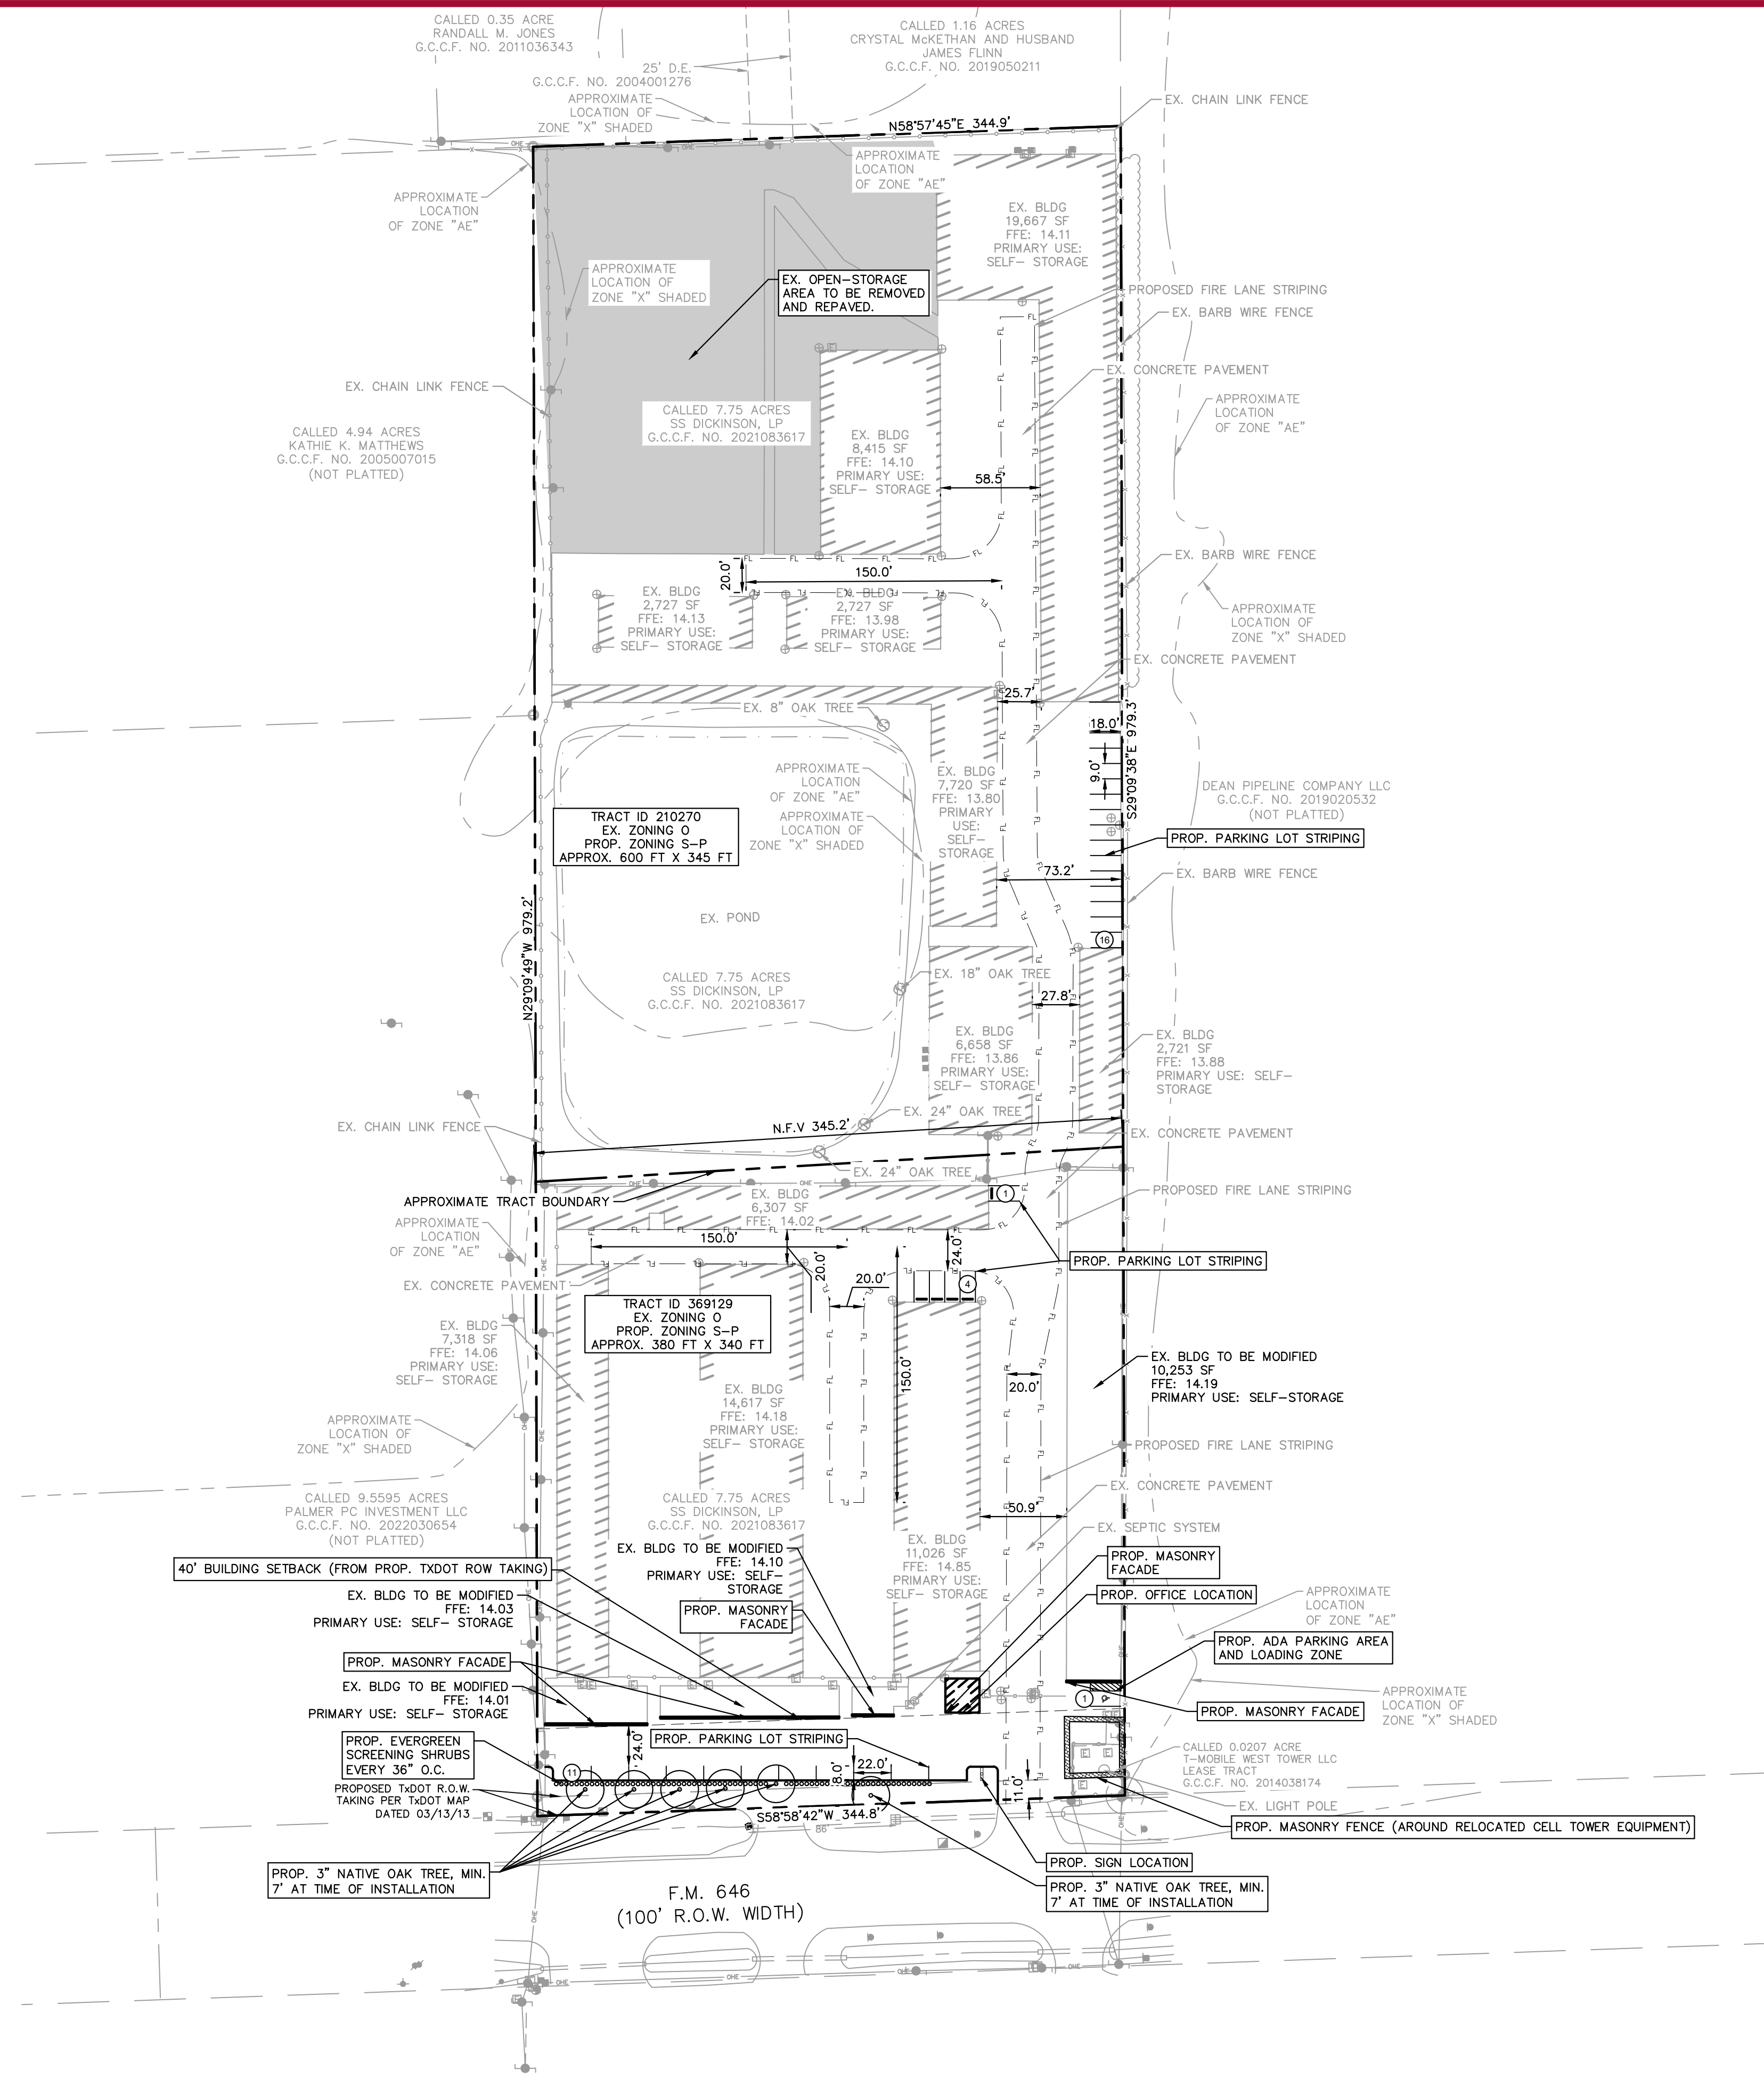 CALLED 0.35 ACRE
RANDALL M. JONES
G.C.C.F. NO. 2011036343
CALLED 1.16 ACRES
CRYSTAL McKETHAN AND HUSBAND
JAMES FLINN
G.C.C.F. NO. 2019050211
25' D.E.
G.C.C.F. NO. 2004001276
APPROXIMATE
LOCATION OF
ZONE "X" SHADED
EX. CHAIN LINK FENCE
N58°57'45"E 344.9'
OHE
OHE
APPROXIMATE
LOCATION
OF ZONE "AE"
APPROXIMATE
LOCATION
OF ZONE "AE"
EX. BLDG
19,667 SF
FFE: 14.11
PRIMARY USE:
SELF- STORAGE
APPROXIMATE
LOCATION OF
ZONE "X" SHADED
EX. OPEN-STORAGE
AREA TO BE REMOVED
AND REPAVED.
PROPOSED FIRE LANE STRIPING
EX. BARB WIRE FENCE
EX. CONCRETE PAVEMENT
EX. CHAIN LINK FENCE
APPROXIMATE
LOCATION
OF ZONE "AE"
CALLED 7.75 ACRES
SS DICKINSON, LP
G.C.C.F. NO. 2021083617
CALLED 4.94 ACRES
KATHIE K. MATTHEWS
G.C.C.F. NO. 2005007015
(NOT PLATTED)
EX. BLDG
8,415 SF
FFE: 14.10
PRIMARY USE:
SELF- STORAGE
58.5'
EX. BARB WIRE FENCE
20.0'
150.0'
EX. BLDG
2,727 SF
FFE: 14.13
PRIMARY USE:
SELF- STORAGE
EX. BLDG
2,727 SF
FFE: 13.98
PRIMARY USE:
SELF- STORAGE
APPROXIMATE
LOCATION OF
ZONE "X" SHADED
EX. CONCRETE PAVEMENT
25.7'
EX. 8" OAK TREE
18.0'
9.0'
S29°09'38"E 979.3'
APPROXIMATE
LOCATION
OF ZONE "AE"
EX. BLDG
7,720 SF
FFE: 13.80
PRIMARY
USE:
SELF-
STORAGE
DEAN PIPELINE COMPANY LLC
G.C.C.F. NO. 2019020532
(NOT PLATTED)
TRACT ID 210270
EX. ZONING O
PROP. ZONING S-P
APPROX. 600 FT X 345 FT
APPROXIMATE
LOCATION OF
ZONE "X" SHADED
PROP. PARKING LOT STRIPING
73.2'
EX. BARB WIRE FENCE
N29°09'49"W 979.2'
EX. POND
16
CALLED 7.75 ACRES
SS DICKINSON, LP
G.C.C.F. NO. 2021083617
EX. 18" OAK TREE
27.8'
EX. BLDG
6,658 SF
FFE: 13.86
PRIMARY USE:
SELF- STORAGE
EX. BLDG
2,721 SF
FFE: 13.88
PRIMARY USE: SELF-
STORAGE
EX. 24" OAK TREE
EX. CHAIN LINK FENCE
N.F.V 345.2'
EX. CONCRETE PAVEMENT
EX. 24" OAK TREE
OHE
OHE
APPROXIMATE TRACT BOUNDARY
EX. BLDG
6,307 SF
FFE: 14.02
1
PROPOSED FIRE LANE STRIPING
APPROXIMATE
LOCATION
OF ZONE "AE"
150.0'
20.0'
24.0'
PROP. PARKING LOT STRIPING
EX. CONCRETE PAVEMENT
20.0'
4
TRACT ID 369129
EX. ZONING O
PROP. ZONING S-P
APPROX. 380 FT X 340 FT
EX. BLDG
7,318 SF
FFE: 14.06
PRIMARY USE:
SELF- STORAGE
150.0'
20.0'
EX. BLDG TO BE MODIFIED
10,253 SF
FFE: 14.19
PRIMARY USE: SELF-STORAGE
EX. BLDG
14,617 SF
FFE: 14.18
PRIMARY USE:
SELF- STORAGE
APPROXIMATE
LOCATION OF
ZONE "X" SHADED
PROPOSED FIRE LANE STRIPING
EX. CONCRETE PAVEMENT
CALLED 9.5595 ACRES
PALMER PC INVESTMENT LLC
G.C.C.F. NO. 2022030654
(NOT PLATTED)
CALLED 7.75 ACRES
SS DICKINSON, LP
G.C.C.F. NO. 2021083617
50.9'
EX. SEPTIC SYSTEM
EX. BLDG
11,026 SF
FFE: 14.85
PRIMARY USE:
SELF- STORAGE
EX. BLDG TO BE MODIFIED
FFE: 14.10
PRIMARY USE: SELF-
STORAGE
PROP. MASONRY
FACADE
40' BUILDING SETBACK (FROM PROP. TXDOT ROW TAKING)
PROP. OFFICE LOCATION
EX. BLDG TO BE MODIFIED
FFE: 14.03
PRIMARY USE: SELF- STORAGE
PROP. MASONRY
FACADE
APPROXIMATE
LOCATION
OF ZONE "AE"
PROP. ADA PARKING AREA
AND LOADING ZONE
PROP. MASONRY FACADE
EX. BLDG TO BE MODIFIED
FFE: 14.01
PRIMARY USE: SELF- STORAGE
1
PROP. MASONRY FACADE
APPROXIMATE
LOCATION OF
ZONE "X" SHADED
PROP. EVERGREEN
SCREENING SHRUBS
EVERY 36" O.C.
24.0'
PROP. PARKING LOT STRIPING
11
22.0'
11.0'
CALLED 0.0207 ACRE
T-MOBILE WEST TOWER LLC
LEASE TRACT
G.C.C.F. NO. 2014038174
PROPOSED TxDOT R.O.W.
TAKING PER TxDOT MAP
DATED 03/13/13
S58°58'42"W 344.8'
86'
EX. LIGHT POLE
PROP. MASONRY FENCE (AROUND RELOCATED CELL TOWER EQUIPMENT)
PROP. SIGN LOCATION
PROP. 3" NATIVE OAK TREE, MIN.
7' AT TIME OF INSTALLATION
PROP. 3" NATIVE OAK TREE, MIN.
7' AT TIME OF INSTALLATION
F.M. 646
(100' R.O.W. WIDTH)
OHE
OHE
OHE
OHE